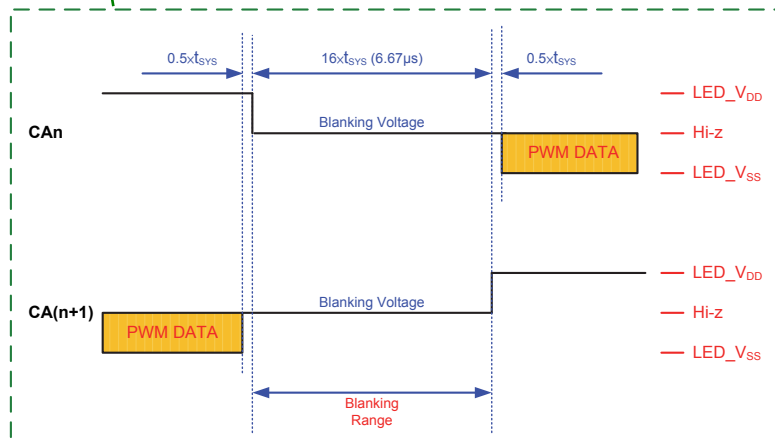 0.5xtSYS 16xtSYS (6.67µs) 0.5xtSYS
LED_VDD
CAn Blanking Voltage Hi-z
PWM DATA
LED_VSS
LED_VDD
Blanking Voltage
CA(n+1) Hi-z
PWM DATA
LED_VSS
Blanking
Range